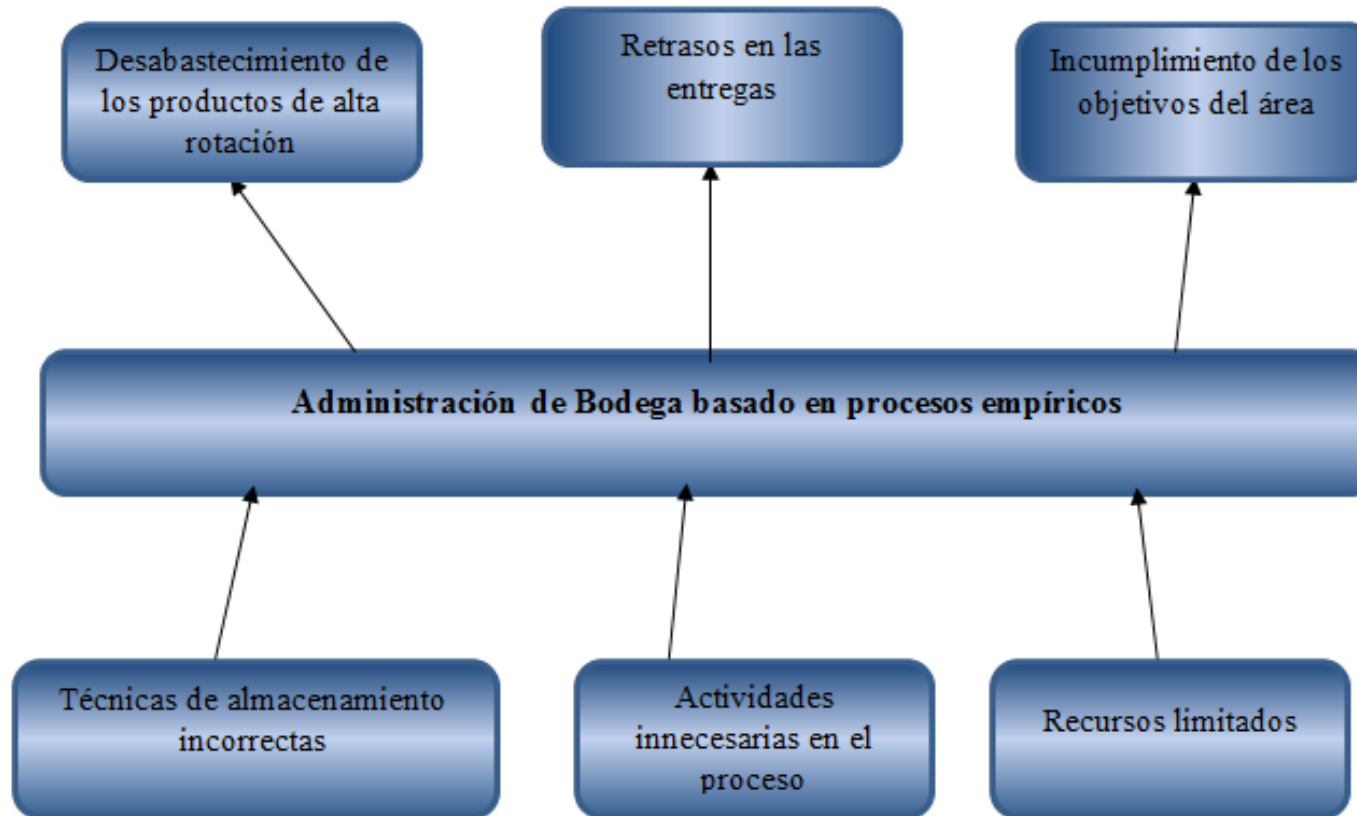 Desabastecimiento de
los productos de alta
rotación
Retrasos en las
entregas
Incumplimiento de los
objetivos del área
Administración de Bodega basado en procesos empíricos
Técnicas de almacenamiento
incorrectas
Actividades
innecesarias en el
proceso
Recursos limitados